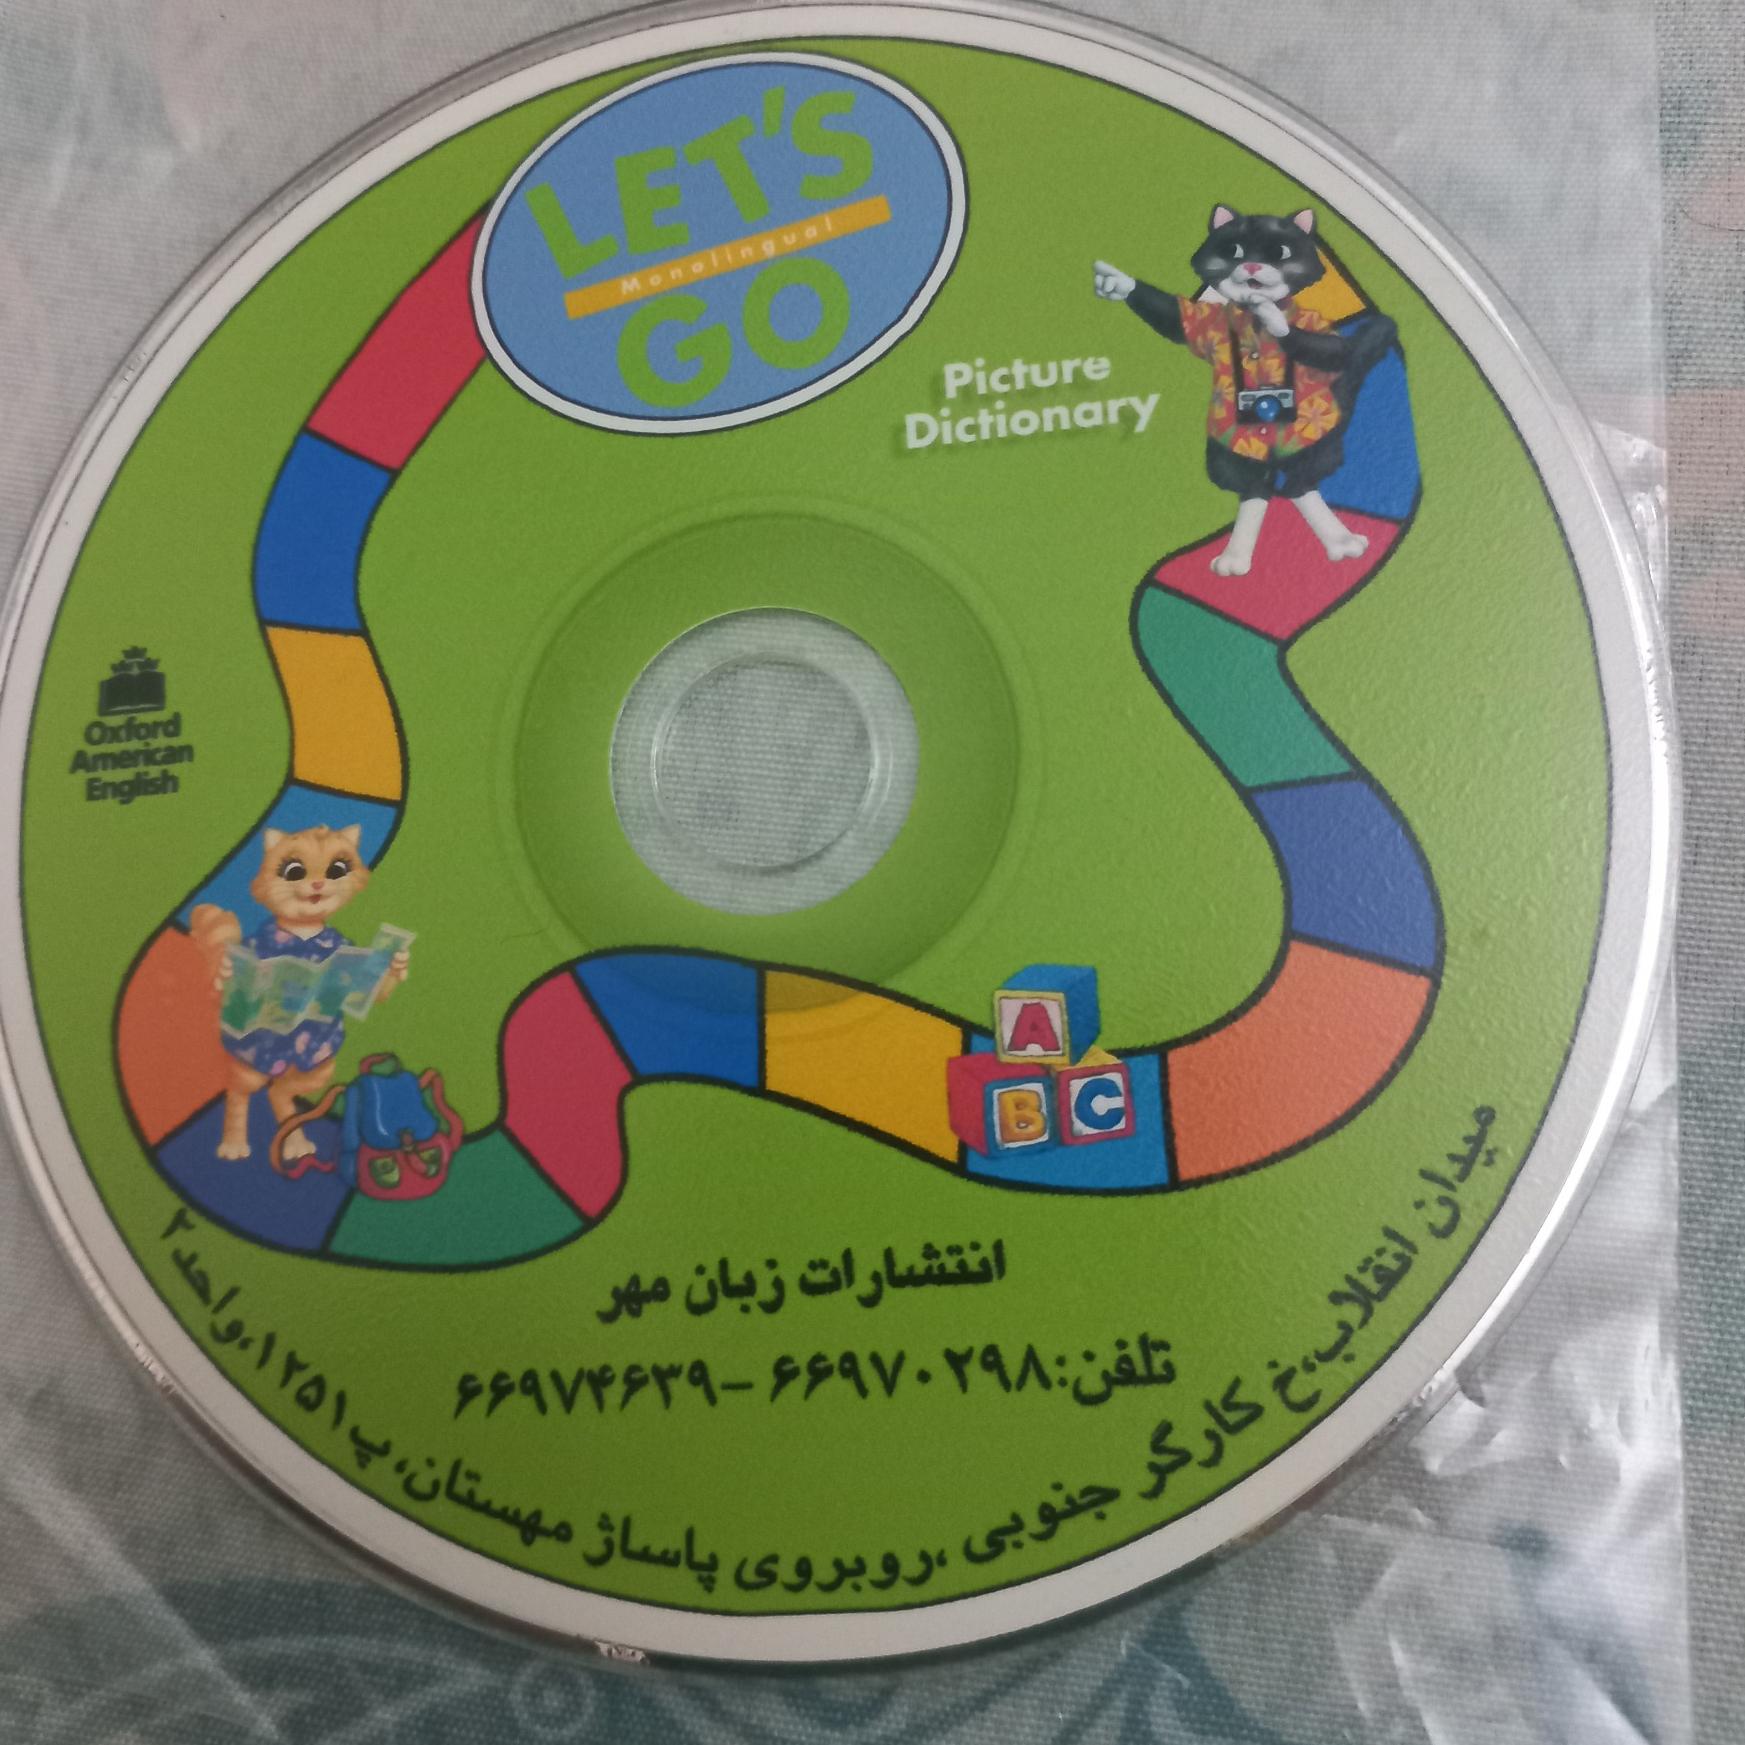 LET'S
Monolingual
GO
Picture
Dictionary
Oxford
American
English
A
B C
انتشارات زبان مهر
تلفن:۶۶۹۷۰۲۹۸ - ۶۶۹۷۴۶۳۹
میدان انقلاب،خ کارگر جنوبی ،روبروی پاساژ مهستان، پ ۱۲۵۱،واحد ۲